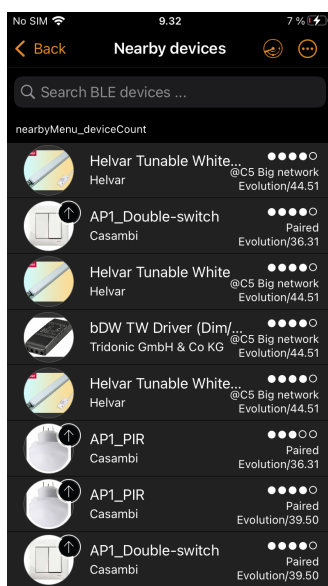 No SIM 9.32 7 %
Back Nearby devices
Search BLE devices ...
nearbyMenu_deviceCount
Helvar Tunable White...
Helvar @C5 Big network
Evolution/44.51
AP1_Double-switch
Casambi Paired
Evolution/36.31
Helvar Tunable White
Helvar @C5 Big network
Evolution/44.51
bDW TW Driver (Dim/...
Tridonic GmbH & Co KG @C5 Big network
Evolution/44.51
Helvar Tunable White...
Helvar @C5 Big network
Evolution/44.51
AP1_PIR
Casambi Paired
Evolution/36.31
AP1_PIR
Casambi Paired
Evolution/39.50
AP1_Double-switch
Casambi Paired
Evolution/39.50